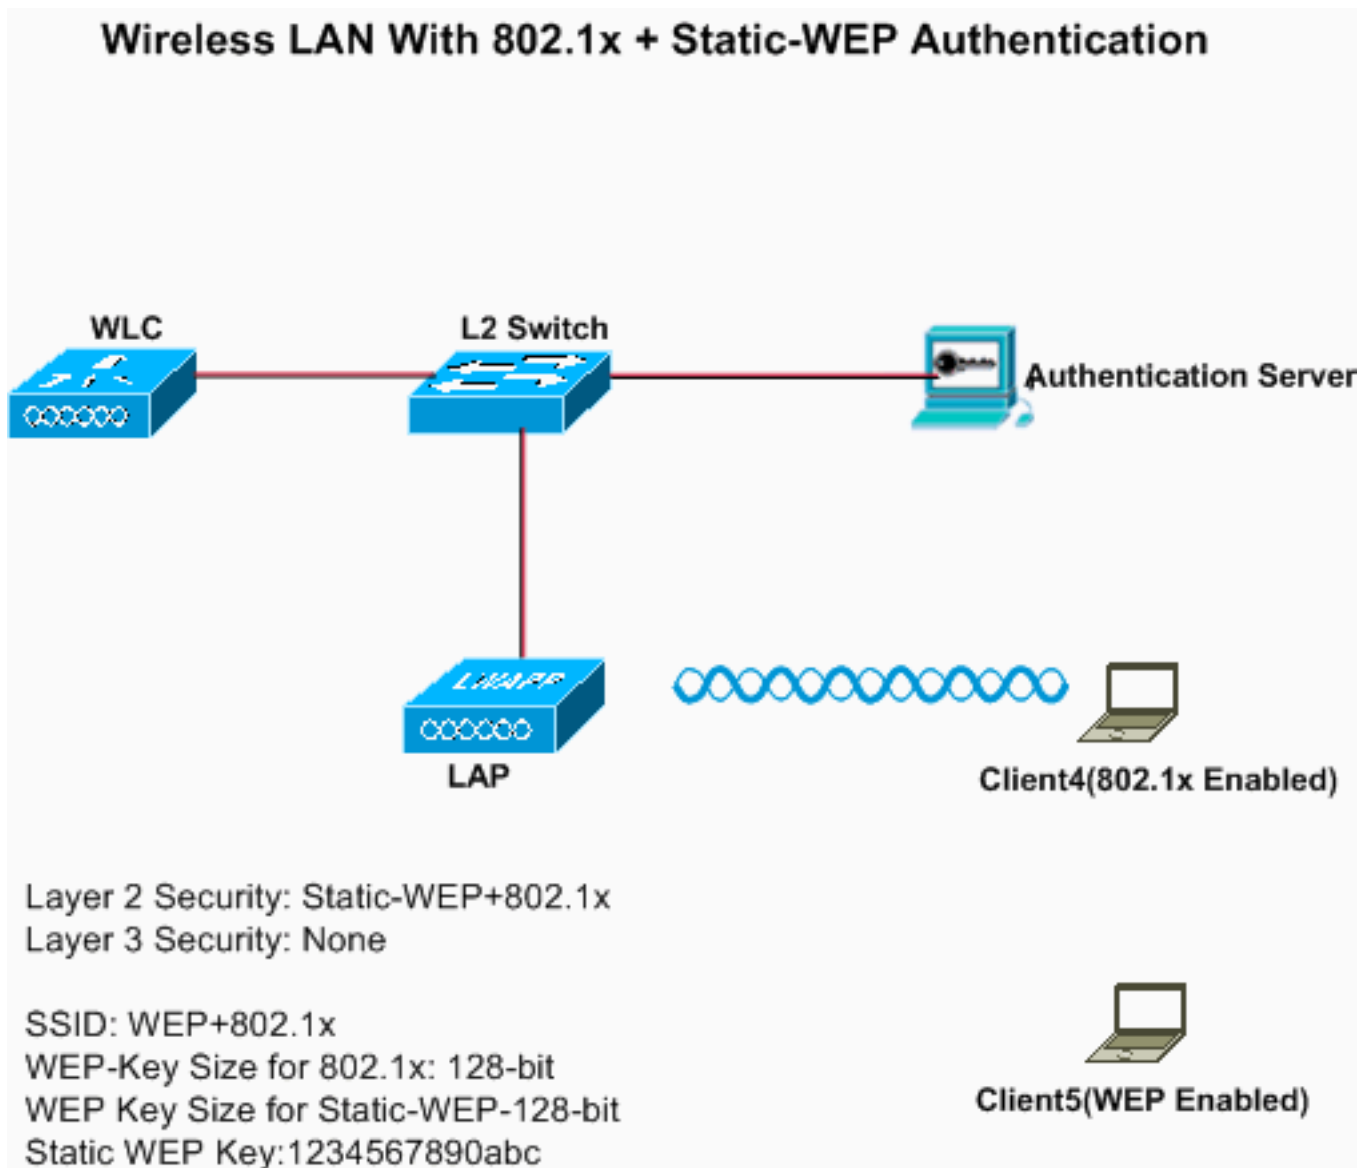 Wireless LAN With 802.1x + Static-WEP Authentication
WLC
L2 Switch
Authentication Server
LWAPP
LAP
Client4(802.1x Enabled)
Layer 2 Security: Static-WEP+802.1x
Layer 3 Security: None
SSID: WEP+802.1x
WEP-Key Size for 802.1x: 128-bit
WEP Key Size for Static-WEP-128-bit
Static WEP Key:1234567890abc
Client5(WEP Enabled)